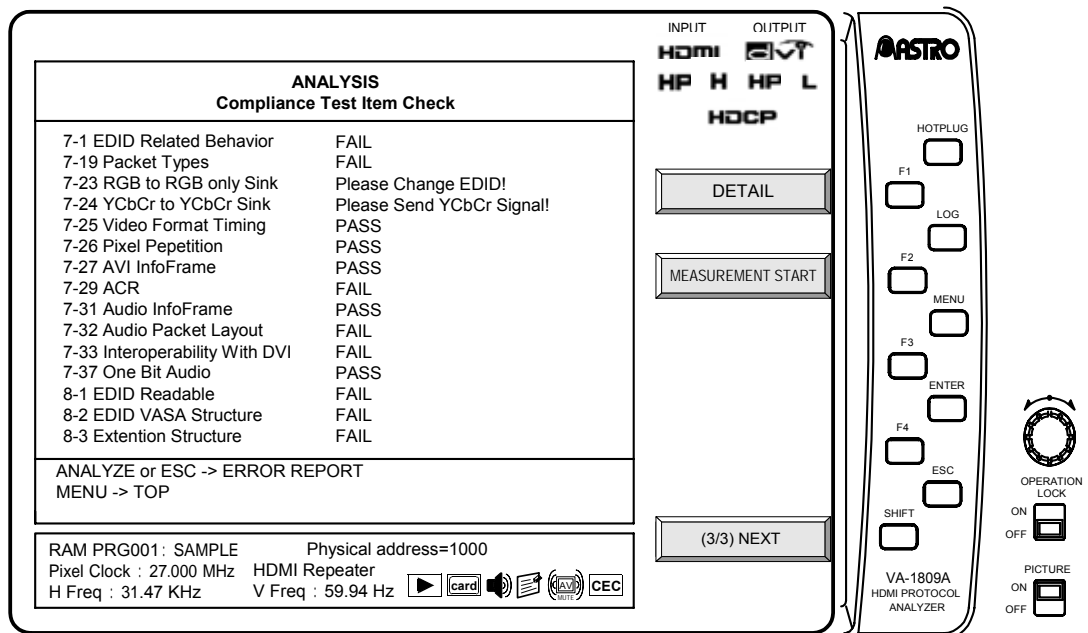 ANALYSIS
Compliance Test Item Check
7-1 EDID Related Behavior FAIL
7-19 Packet Types FAIL
7-23 RGB to RGB only Sink Please Change EDID!
7-24 YCbCr to YCbCr Sink Please Send YCbCr Signal!
7-25 Video Format Timing PASS
7-26 Pixel Pepetition PASS
7-27 AVI InfoFrame PASS
7-29 ACR FAIL
7-31 Audio InfoFrame PASS
7-32 Audio Packet Layout FAIL
7-33 Interoperability With DVI FAIL
7-37 One Bit Audio PASS
8-1 EDID Readable FAIL
8-2 EDID VASA Structure FAIL
8-3 Extention Structure FAIL
ANALYZE or ESC -> ERROR REPORT
MENU -> TOP
RAM PRG001: SAMPLE Physical address=1000
Pixel Clock : 27.000 MHz HDMI Repeater
H Freq : 31.47 KHz V Freq : 59.94 Hz
card
AV
MUTE
CEC
INPUT OUTPUT
HDMI DVI
HP H HP L
HDCP
DETAIL
MEASUREMENT START
(3/3) NEXT
ASTRO
HOTPLUG
F1
LOG
F2
MENU
F3
ENTER
F4
ESC
SHIFT
VA-1809A
HDMI PROTOCOL
ANALYZER
OPERATION
LOCK
ON
OFF
PICTURE
ON
OFF